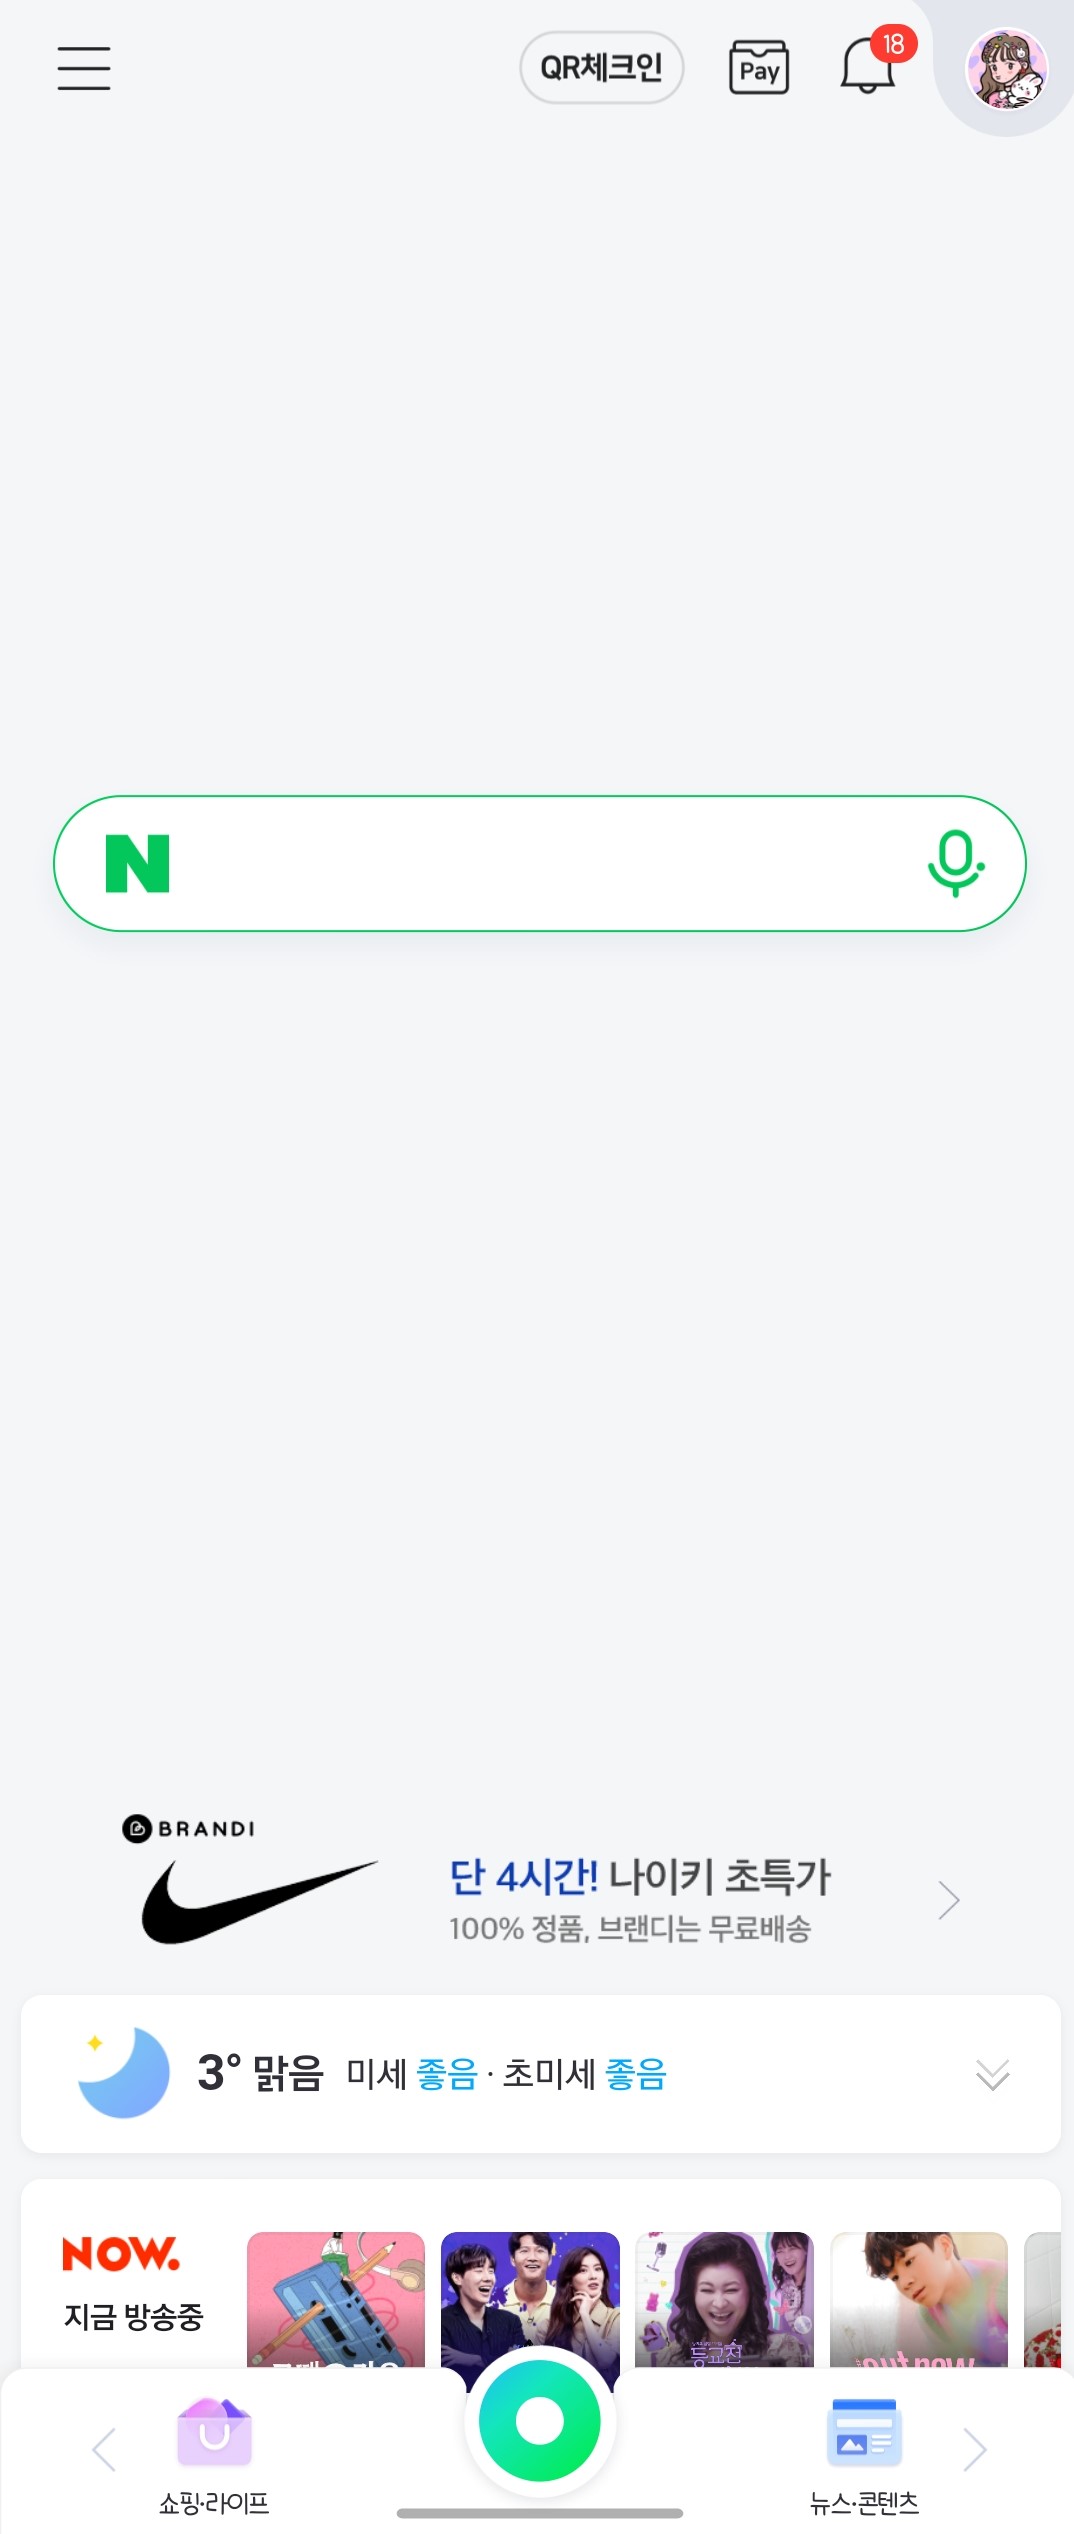 QR체크인
Pay
18
N
BRANDI
단 4시간! 나이키 초특가
100% 정품, 브랜디는 무료배송
3° 맑음 미세 좋음 · 초미세 좋음
NOW.
지금 방송중
등교전
out now
쇼핑·라이프
뉴스·콘텐츠